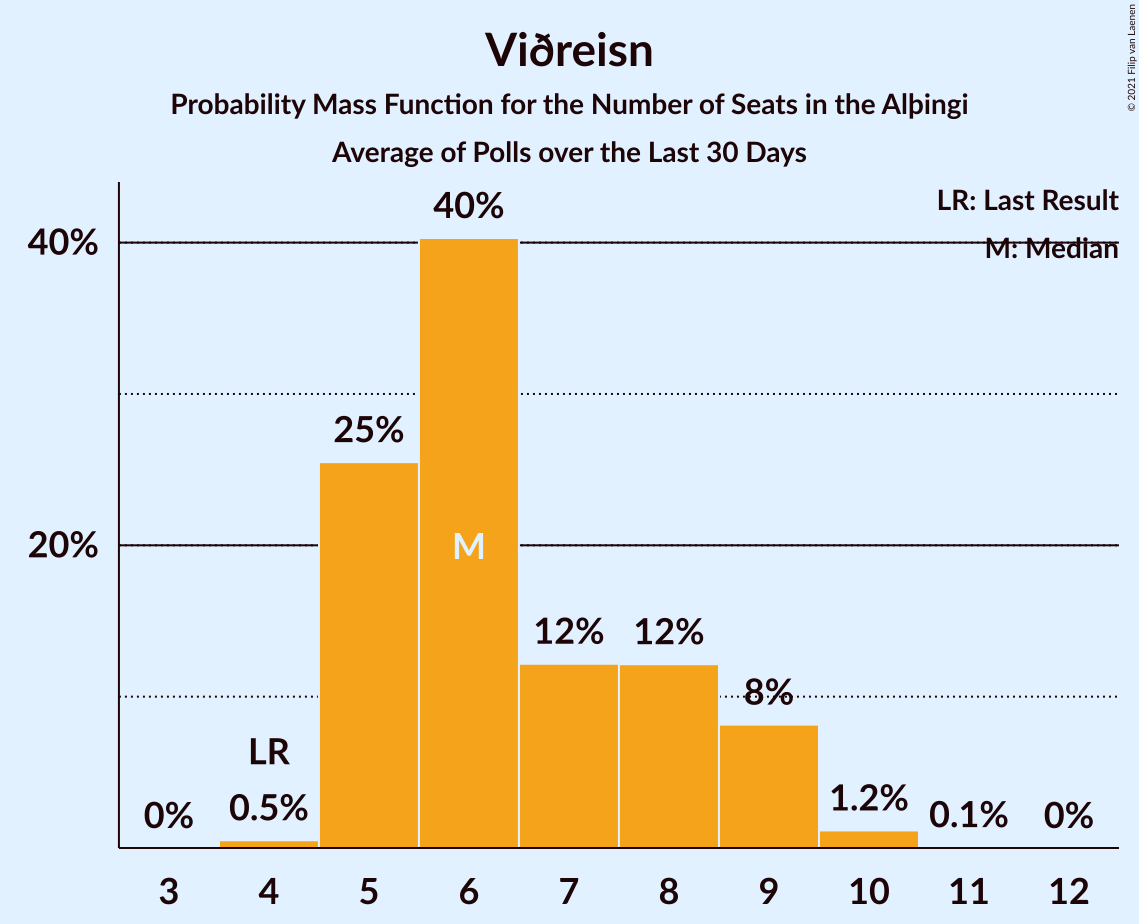 Viðreisn
Probability Mass Function for the Number of Seats in the Alþingi
Average of Polls over the Last 30 Days
© 2021 Filip van Laenen
LR: Last Result
M: Median
40%
20%
0%
LR
0.5%
25%
40%
M
12%
12%
8%
1.2%
0.1%
0%
3 4 5 6 7 8 9 10 11 12